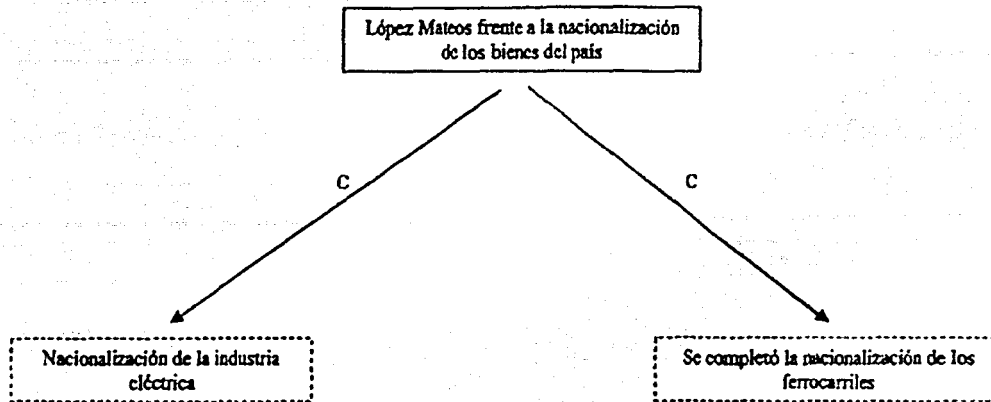 López Mateos frente a la nacionalización
de los bienes del país
C
C
Nacionalización de la industria
eléctrica
Se completó la nacionalización de los
ferrocarriles